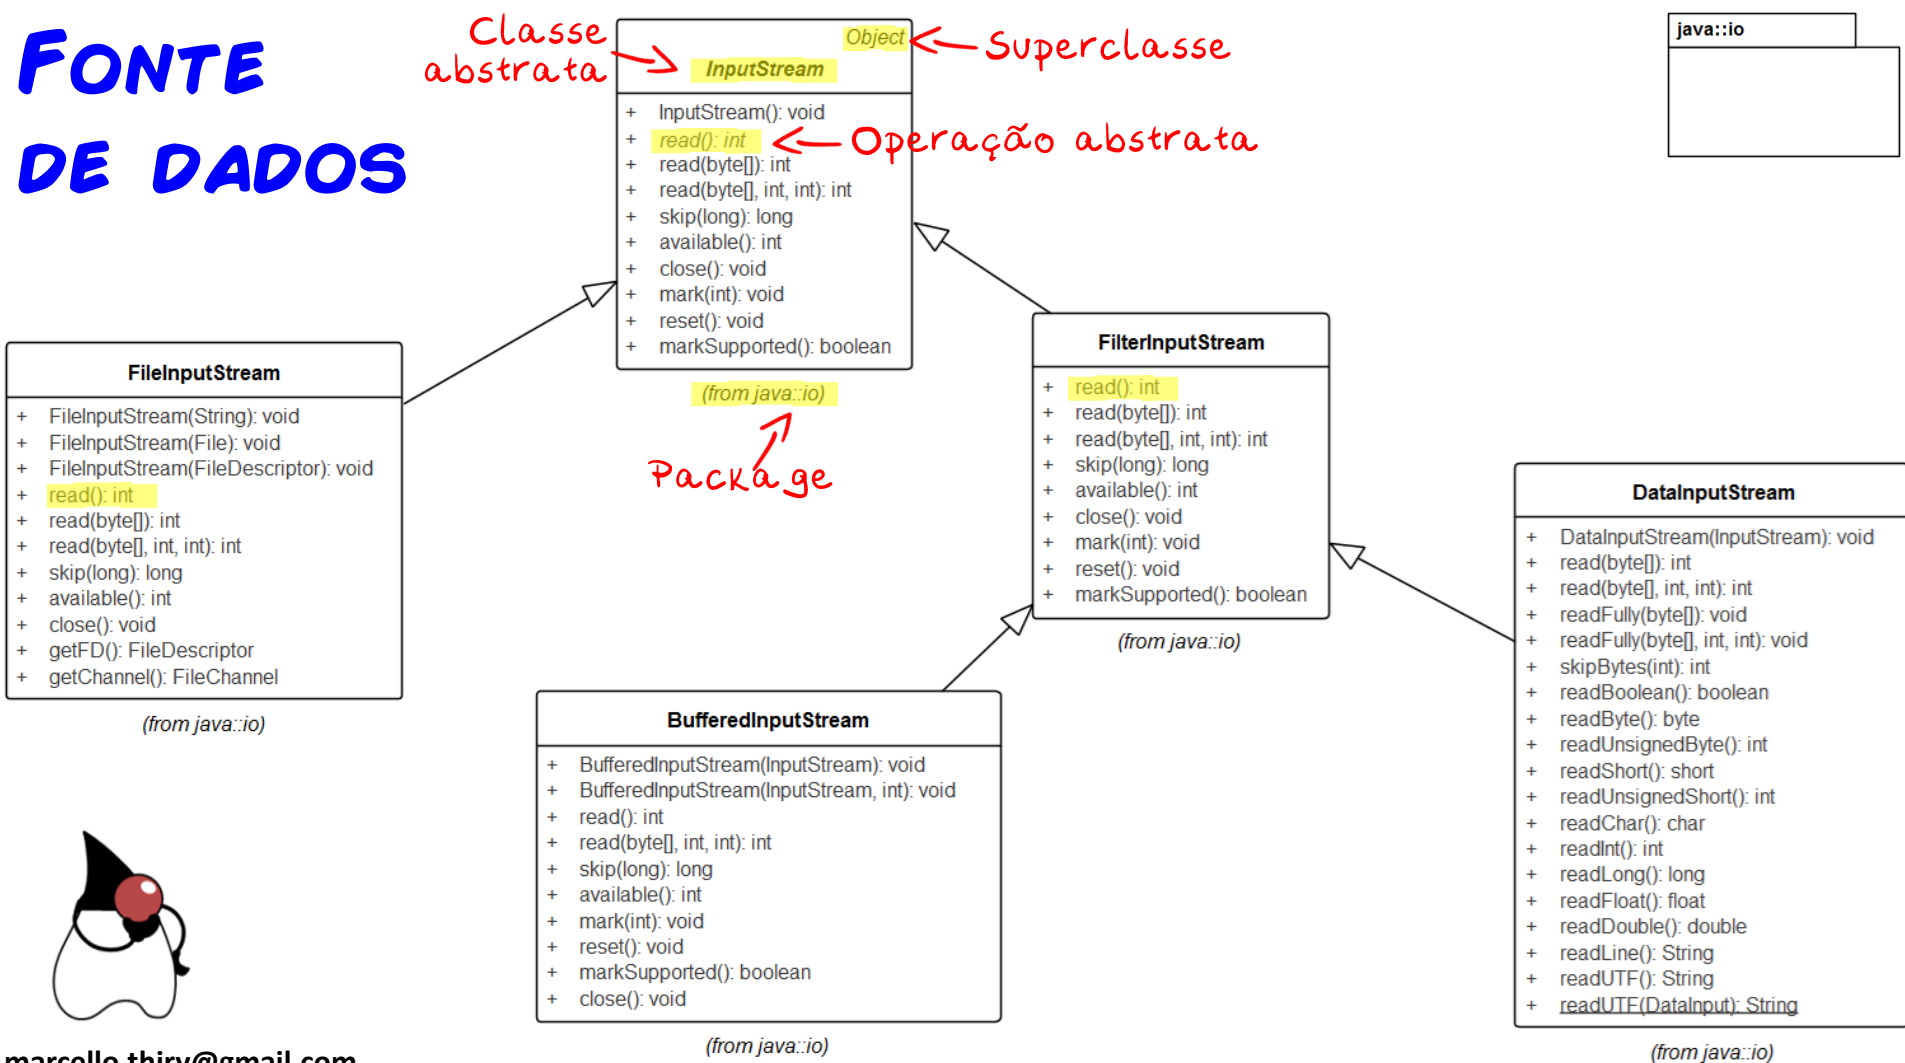 FONTE
DE DADOS
Classe
abstrata
Object
Superclasse
InputStream
+ InputStream(): void
+ read(): int
Operação abstrata
+ read(byte[]): int
+ read(byte[], int, int): int
+ skip(long): long
+ available(): int
+ close(): void
+ mark(int): void
+ reset(): void
+ markSupported(): boolean
(from java::io)
Package
java::io
FileInputStream
+ FileInputStream(String): void
+ FileInputStream(File): void
+ FileInputStream(FileDescriptor): void
+ read(): int
+ read(byte[]): int
+ read(byte[], int, int): int
+ skip(long): long
+ available(): int
+ close(): void
+ getFD(): FileDescriptor
+ getChannel(): FileChannel
(from java::io)
FilterInputStream
+ read(): int
+ read(byte[]): int
+ read(byte[], int, int): int
+ skip(long): long
+ available(): int
+ close(): void
+ mark(int): void
+ reset(): void
+ markSupported(): boolean
(from java::io)
BufferedInputStream
+ BufferedInputStream(InputStream): void
+ BufferedInputStream(InputStream, int): void
+ read(): int
+ read(byte[], int, int): int
+ skip(long): long
+ available(): int
+ mark(int): void
+ reset(): void
+ markSupported(): boolean
+ close(): void
(from java::io)
DataInputStream
+ DataInputStream(InputStream): void
+ read(byte[]): int
+ read(byte[], int, int): int
+ readFully(byte[]): void
+ readFully(byte[], int, int): void
+ skipBytes(int): int
+ readBoolean(): boolean
+ readByte(): byte
+ readUnsignedByte(): int
+ readShort(): short
+ readUnsignedShort(): int
+ readChar(): char
+ readInt(): int
+ readLong(): long
+ readFloat(): float
+ readDouble(): double
+ readLine(): String
+ readUTF(): String
+ readUTF(DataInput): String
(from java::io)
marcello.thiry@gmail.com